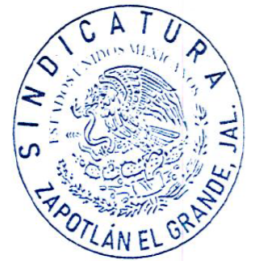 SINDICATURA
ESTADOS UNIDOS MEXICANOS
ZAPOTLÁN EL GRANDE, JAL.